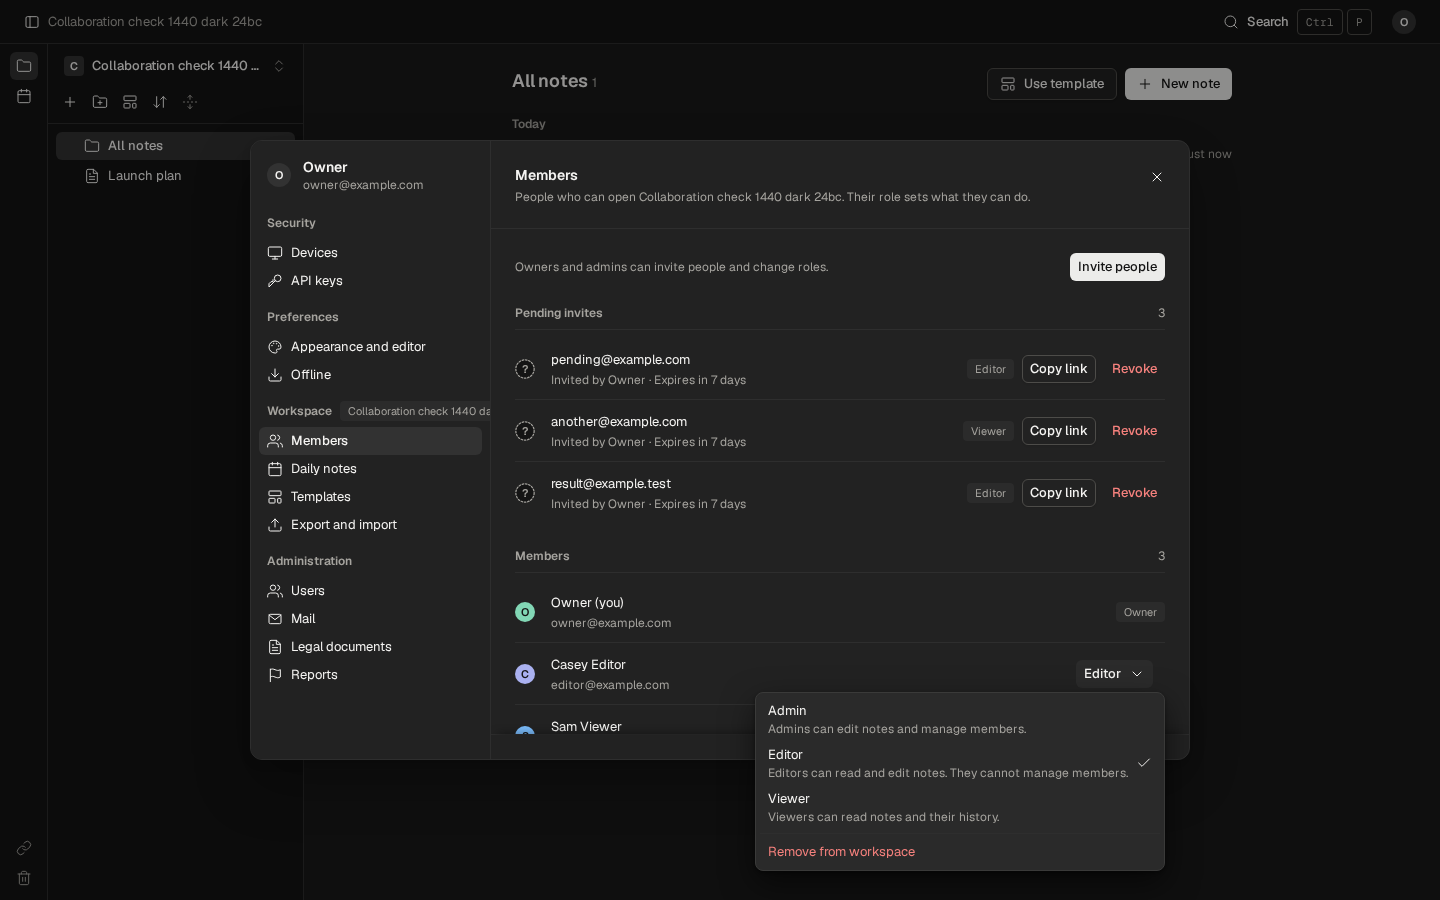 Collaboration check 1440 dark 24bc
Search Ctrl P O
C Collaboration check 1440 ...
All notes 1
Use template
New note
Today
All notes
Launch plan
just now
O Owner
owner@example.com
Security
Devices
API keys
Preferences
Appearance and editor
Offline
Workspace Collaboration check 1440 da
Members
Daily notes
Templates
Export and import
Administration
Users
Mail
Legal documents
Reports
Members
People who can open Collaboration check 1440 dark 24bc. Their role sets what they can do.
Owners and admins can invite people and change roles.
Invite people
Pending invites 3
? pending@example.com
Invited by Owner · Expires in 7 days
Editor Copy link Revoke
? another@example.com
Invited by Owner · Expires in 7 days
Viewer Copy link Revoke
? result@example.test
Invited by Owner · Expires in 7 days
Editor Copy link Revoke
Members 3
O Owner (you)
owner@example.com
Owner
C Casey Editor
editor@example.com
Editor
Sam Viewer
Admin
Admins can edit notes and manage members.
Editor
Editors can read and edit notes. They cannot manage members.
Viewer
Viewers can read notes and their history.
Remove from workspace